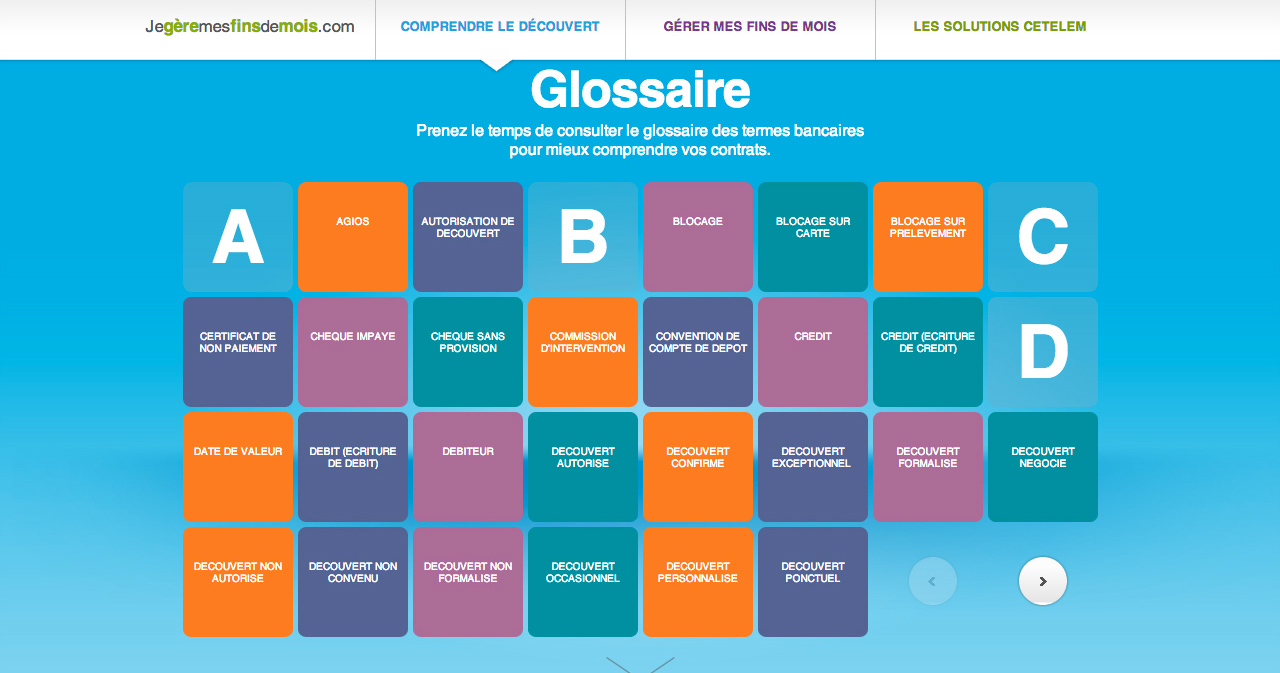 Jegèremesfinsdemois.com
COMPRENDRE LE DÉCOUVERT
GÉRER MES FINS DE MOIS
LES SOLUTIONS CETELEM
Glossaire
Prenez le temps de consulter le glossaire des termes bancaires
pour mieux comprendre vos contrats.
A
AGIOS
AUTORISATION DE
DECOUVERT
B
BLOCAGE
BLOCAGE SUR
CARTE
BLOCAGE SUR
PRELEVEMENT
C
CERTIFICAT DE
NON PAIEMENT
CHEQUE IMPAYE
CHEQUE SANS
PROVISION
COMMISSION
D'INTERVENTION
CONVENTION DE
COMPTE DE DEPOT
CREDIT
CREDIT (ECRITURE
DE CREDIT)
D
DATE DE VALEUR
DEBIT (ECRITURE
DE DEBIT)
DEBITEUR
DECOUVERT
AUTORISE
DECOUVERT
CONFIRME
DECOUVERT
EXCEPTIONNEL
DECOUVERT
FORMALISE
DECOUVERT
NEGOCIE
DECOUVERT NON
AUTORISE
DECOUVERT NON
CONVENU
DECOUVERT NON
FORMALISE
DECOUVERT
OCCASIONNEL
DECOUVERT
PERSONNALISE
DECOUVERT
PONCTUEL